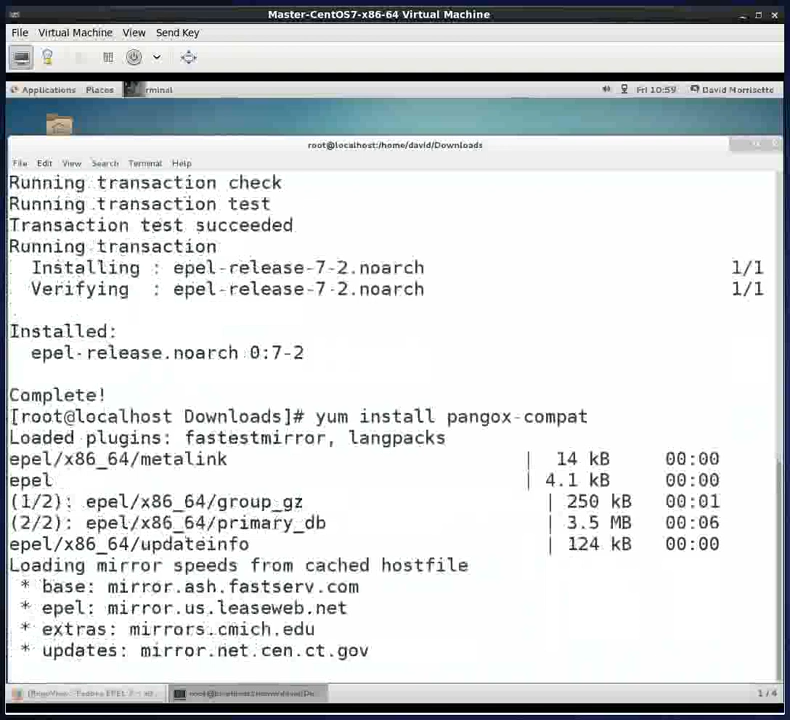 Master-CentOS7-x86-64 Virtual Machine
File Virtual Machine View Send Key
Applications Places rminal Fri 10:59 David Morrisette
root@localhost:/home/david/Downloads
File Edit View Search Terminal Help
Running transaction check
Running transaction test
Transaction test succeeded
Running transaction
Installing : epel-release-7-2.noarch 1/1
Verifying : epel-release-7-2.noarch 1/1
Installed:
epel-release.noarch 0:7-2
Complete!
[root@localhost Downloads]# yum install pangox-compat
Loaded plugins: fastestmirror, langpacks
epel/x86_64/metalink | 14 kB 00:00
epel | 4.1 kB 00:00
(1/2): epel/x86_64/group_gz | 250 kB 00:01
(2/2): epel/x86_64/primary_db | 3.5 MB 00:06
epel/x86_64/updateinfo | 124 kB 00:00
Loading mirror speeds from cached hostfile
* base: mirror.ash.fastserv.com
* epel: mirror.us.leaseweb.net
* extras: mirrors.cmich.edu
* updates: mirror.net.cen.ct.gov
1 / 4